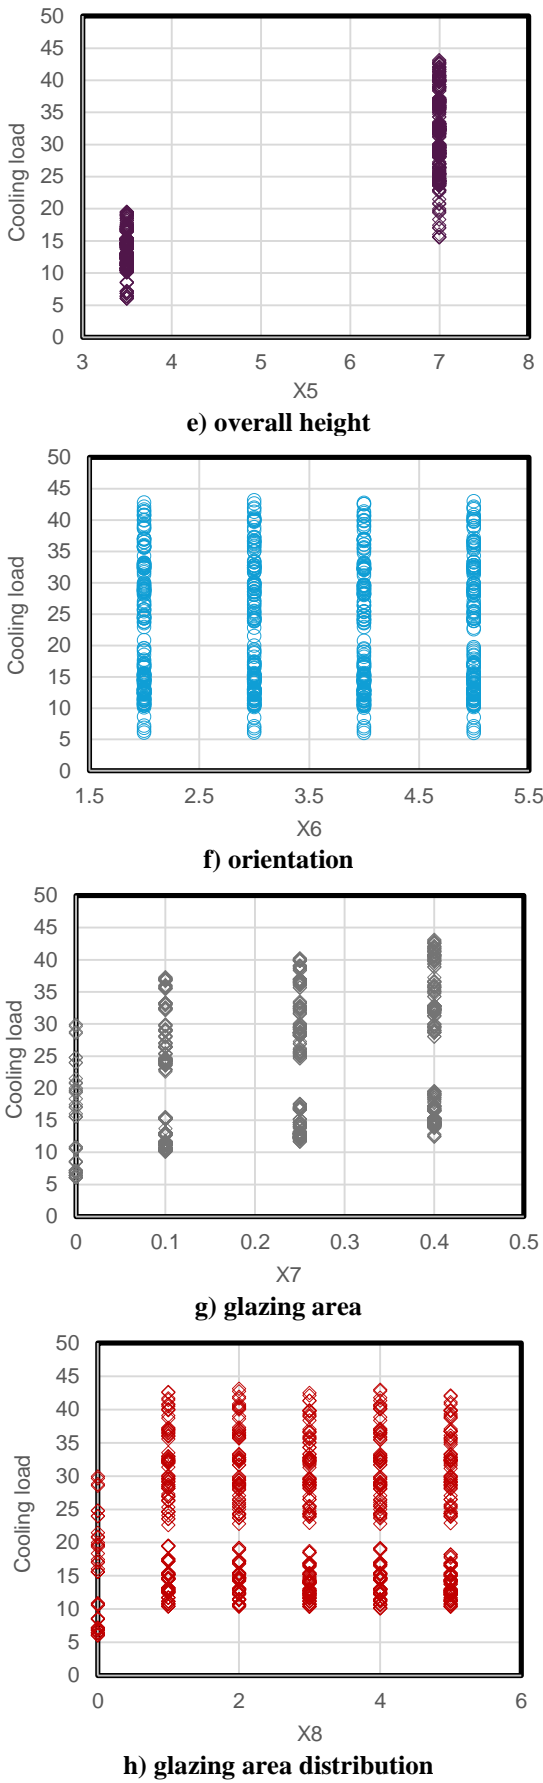 50
45
40
35
30
25
20
15
10
5
0
Cooling load
3 4 5 6 7 8
X5
e) overall height
50
45
40
35
30
25
20
15
10
5
0
Cooling load
1.5 2.5 3.5 4.5 5.5
X6
f) orientation
50
45
40
35
30
25
20
15
10
5
0
Cooling load
0 0.1 0.2 0.3 0.4 0.5
X7
g) glazing area
50
45
40
35
30
25
20
15
10
5
0
Cooling load
0 2 4 6
X8
h) glazing area distribution